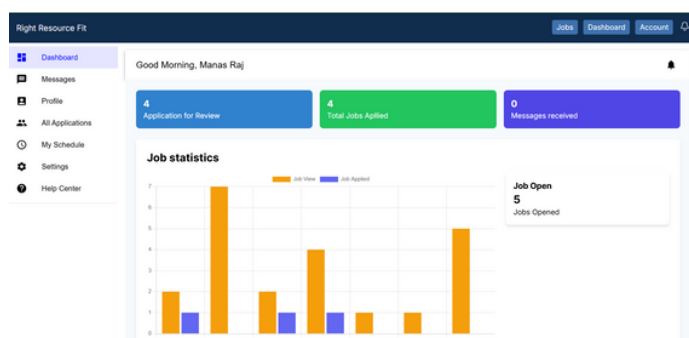 Right Resource Fit
Jobs
Dashboard
Account
Dashboard
Messages
Profile
All Applications
My Schedule
Settings
Help Center
Good Morning, Manas Raj
4
Application for Review
4
Total Jobs Apllied
0
Messages received
Job statistics
Job View
Job Applied
7
6
5
4
3
2
1
0
Job Open
5
Jobs Opened